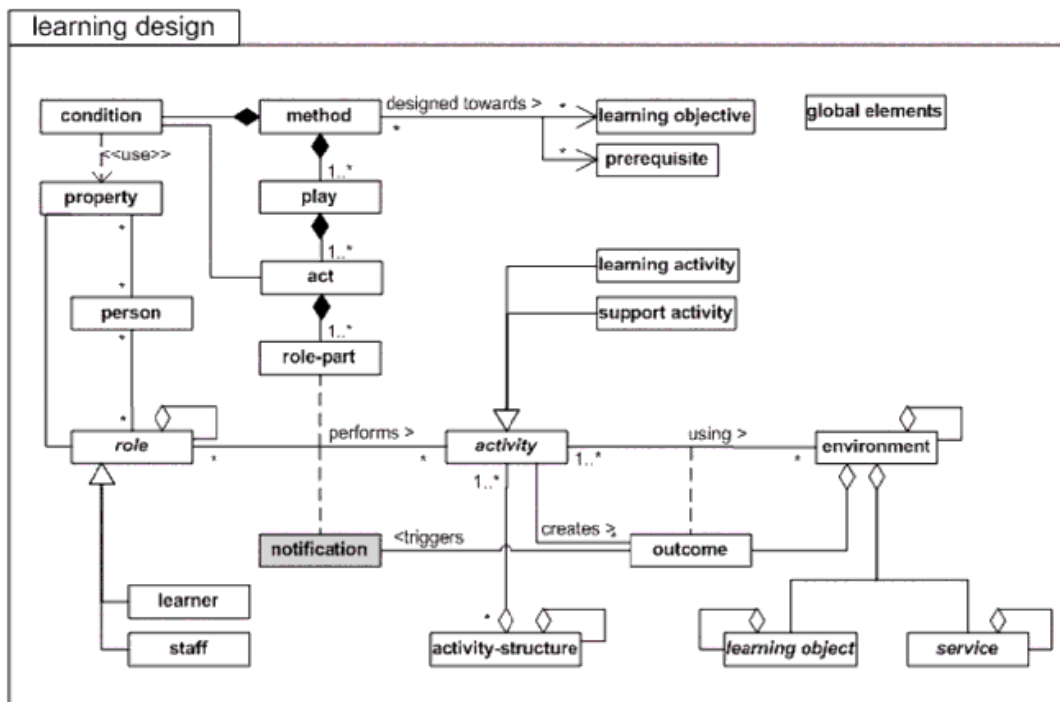 learning design
condition
method
designed towards >
*
*
learning objective
global elements
<<use>>
*
prerequisite
1..*
property
play
*
1..*
learning activity
act
*
person
support activity
*
1..*
role-part
*
role
performs >
*
*
activity
using >
1..*
*
environment
1..*
notification
<triggers
creates >
*
outcome
learner
*
staff
activity-structure
learning object
service